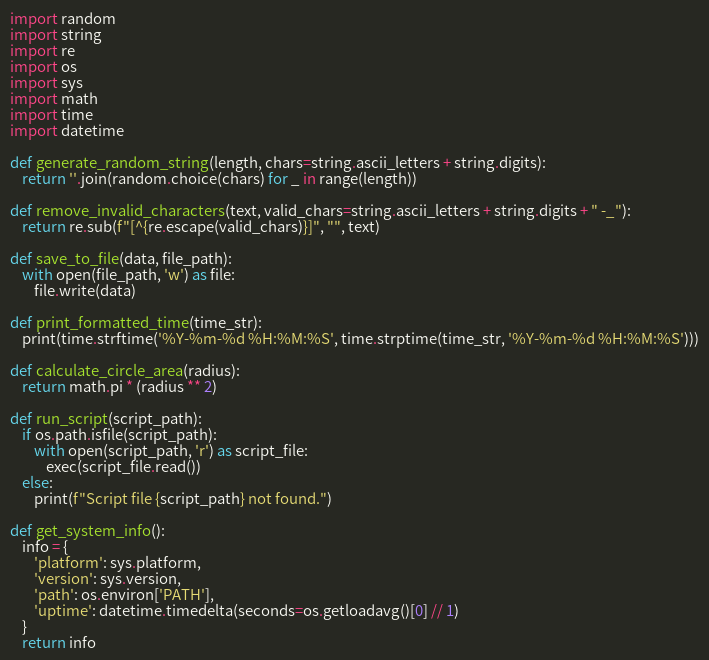 import random
import string
import re
import os
import sys
import math
import time
import datetime

def generate_random_string(length, chars=string.ascii_letters + string.digits):
    return ''.join(random.choice(chars) for _ in range(length))

def remove_invalid_characters(text, valid_chars=string.ascii_letters + string.digits + " -_"):
    return re.sub(f"[^{re.escape(valid_chars)}]", "", text)

def save_to_file(data, file_path):
    with open(file_path, 'w') as file:
        file.write(data)

def print_formatted_time(time_str):
    print(time.strftime('%Y-%m-%d %H:%M:%S', time.strptime(time_str, '%Y-%m-%d %H:%M:%S')))

def calculate_circle_area(radius):
    return math.pi * (radius ** 2)

def run_script(script_path):
    if os.path.isfile(script_path):
        with open(script_path, 'r') as script_file:
            exec(script_file.read())
    else:
        print(f"Script file {script_path} not found.")

def get_system_info():
    info = {
        'platform': sys.platform,
        'version': sys.version,
        'path': os.environ['PATH'],
        'uptime': datetime.timedelta(seconds=os.getloadavg()[0] // 1)
    }
    return info